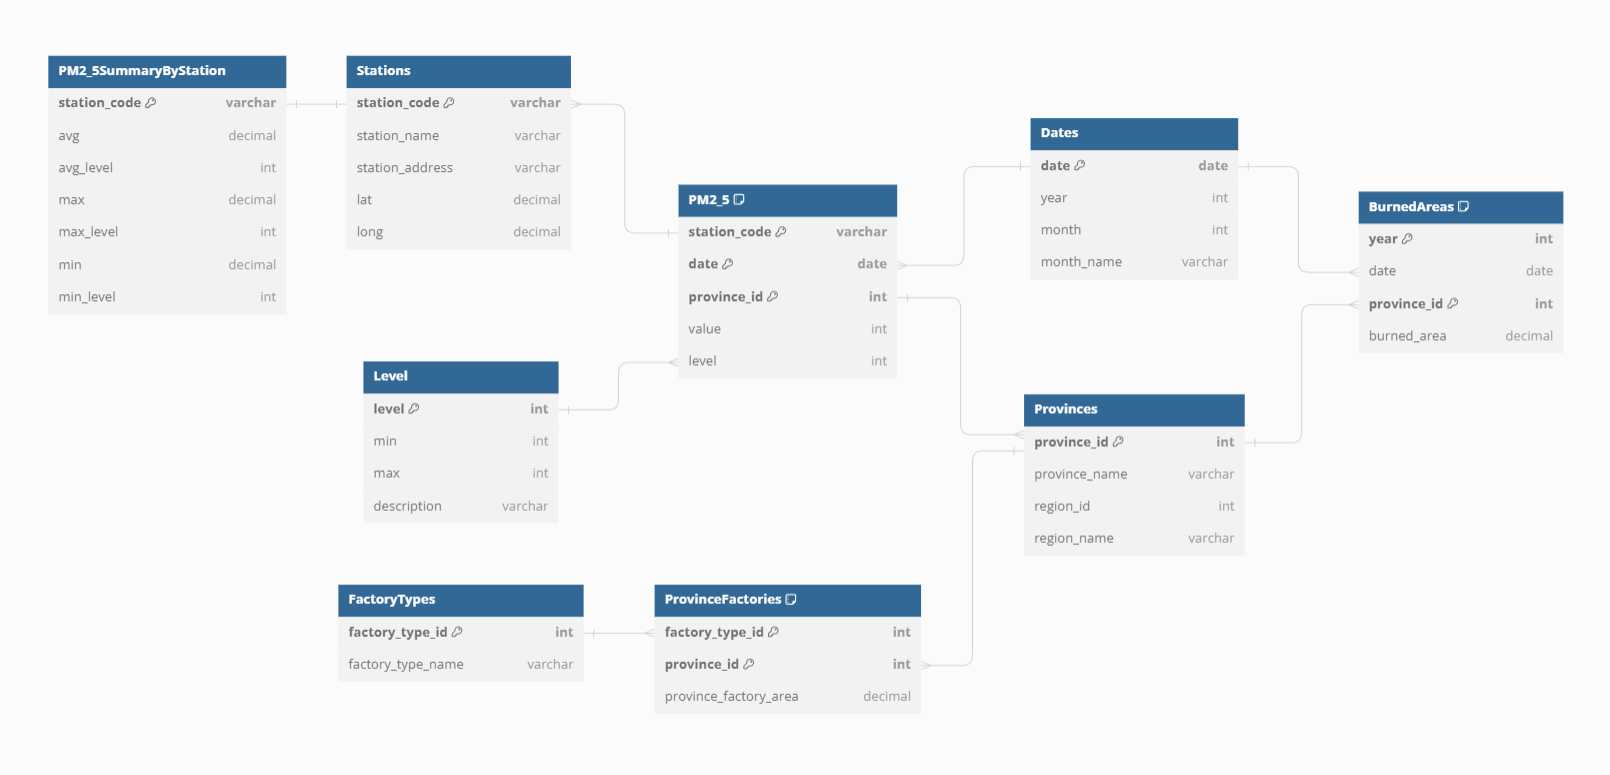 PM2_5SummaryByStation
station_code varchar
avg decimal
avg_level int
max decimal
max_level int
min decimal
min_level int
Stations
station_code varchar
station_name varchar
station_address varchar
lat decimal
long decimal
PM2_5
station_code varchar
date date
province_id int
value int
level int
Dates
date date
year int
month int
month_name varchar
BurnedAreas
year int
date date
province_id int
burned_area decimal
Level
level int
min int
max int
description varchar
Provinces
province_id int
province_name varchar
region_id int
region_name varchar
FactoryTypes
factory_type_id int
factory_type_name varchar
ProvinceFactories
factory_type_id int
province_id int
province_factory_area decimal